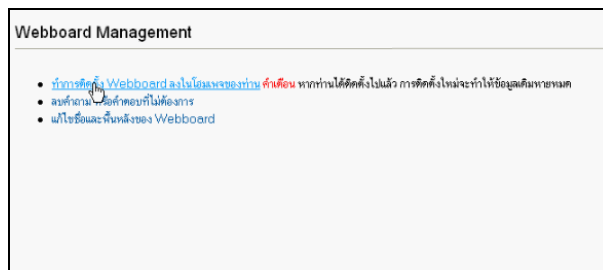 Webboard Management
ทำการติดตั้ง Webboard ลงในโฮมเพจของท่าน คำเตือน หากท่านได้ติดตั้งไปแล้ว การติดตั้งใหม่จะทำให้ข้อมูลเดิมหายหมด
ลบคำถามหรือคำตอบที่ไม่ต้องการ
แก้ไขชื่อและพื้นหลังของ Webboard